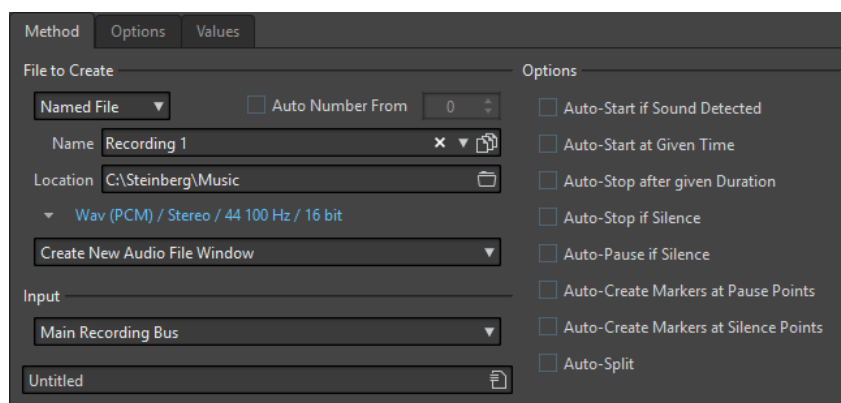 Method Options Values
File to Create
Named File Auto Number From 0
Name Recording 1
Location C:\Steinberg\Music
Wav (PCM) / Stereo / 44 100 Hz / 16 bit
Create New Audio File Window
Input
Main Recording Bus
Untitled
Options
Auto-Start if Sound Detected
Auto-Start at Given Time
Auto-Stop after given Duration
Auto-Stop if Silence
Auto-Pause if Silence
Auto-Create Markers at Pause Points
Auto-Create Markers at Silence Points
Auto-Split